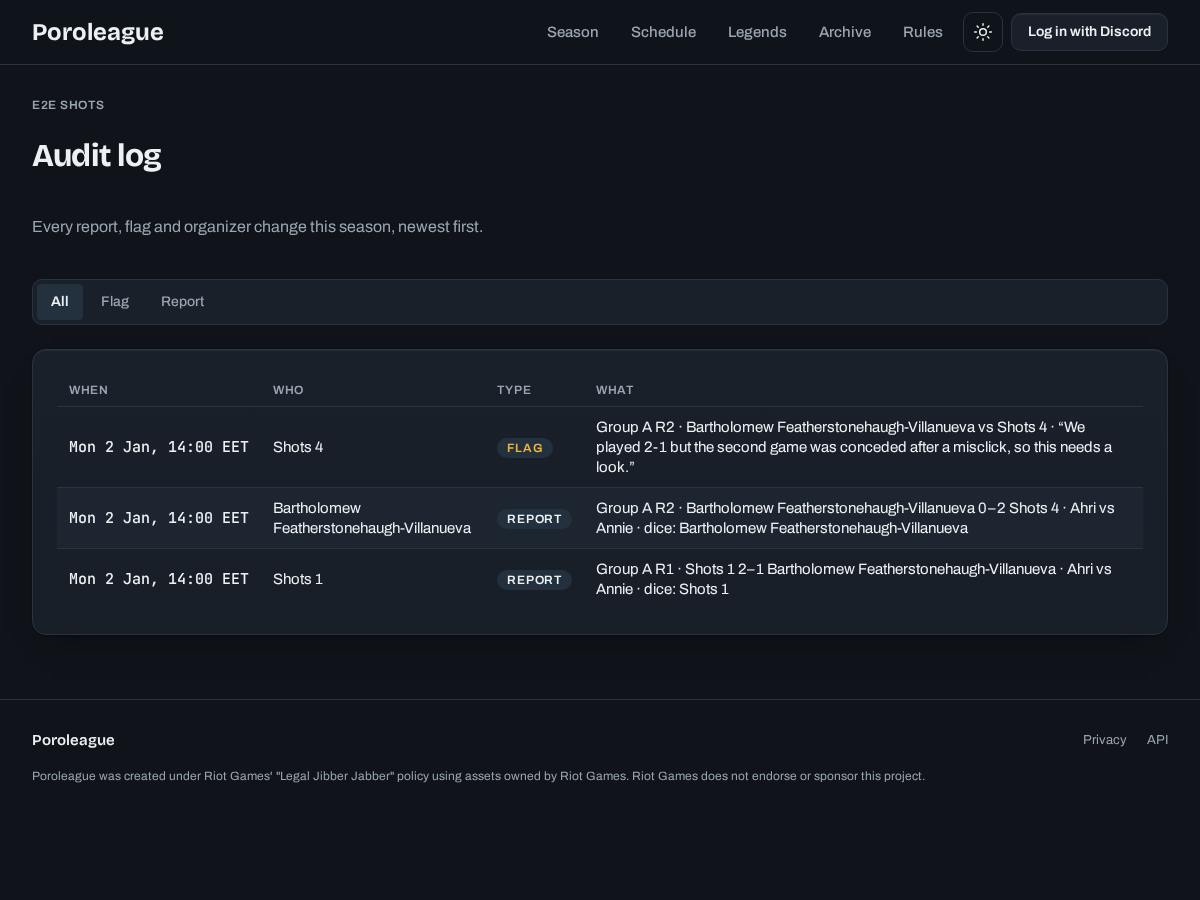 Poroleague
Season Schedule Legends Archive Rules Log in with Discord
E2E SHOTS
Audit log
Every report, flag and organizer change this season, newest first.
All Flag Report
WHEN WHO TYPE WHAT
Mon 2 Jan, 14:00 EET Shots 4 FLAG Group A R2 · Bartholomew Featherstonehaugh-Villanueva vs Shots 4 · “We
played 2-1 but the second game was conceded after a misclick, so this needs a
look.”
Mon 2 Jan, 14:00 EET Bartholomew
Featherstonehaugh-Villanueva REPORT Group A R2 · Bartholomew Featherstonehaugh-Villanueva 0–2 Shots 4 · Ahri vs
Annie · dice: Bartholomew Featherstonehaugh-Villanueva
Mon 2 Jan, 14:00 EET Shots 1 REPORT Group A R1 · Shots 1 2–1 Bartholomew Featherstonehaugh-Villanueva · Ahri vs
Annie · dice: Shots 1
Poroleague
Privacy API
Poroleague was created under Riot Games' "Legal Jibber Jabber" policy using assets owned by Riot Games. Riot Games does not endorse or sponsor this project.